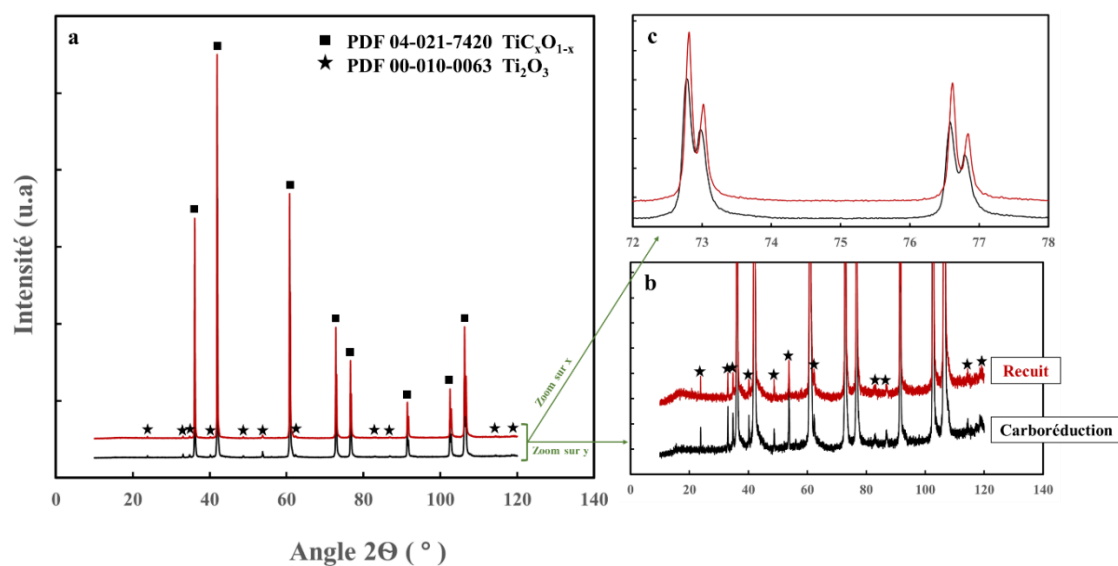 a
■ PDF 04-021-7420 TiCₓO₁₋ₓ
★ PDF 00-010-0063 Ti₂O₃
Intensité (u.a)
Zoom sur x
Zoom sur y
0 20 40 60 80 100 120 140
Angle 2Θ ( ° )
c
72 73 74 75 76 77 78
b
Recuit
Carboréduction
0 20 40 60 80 100 120 140